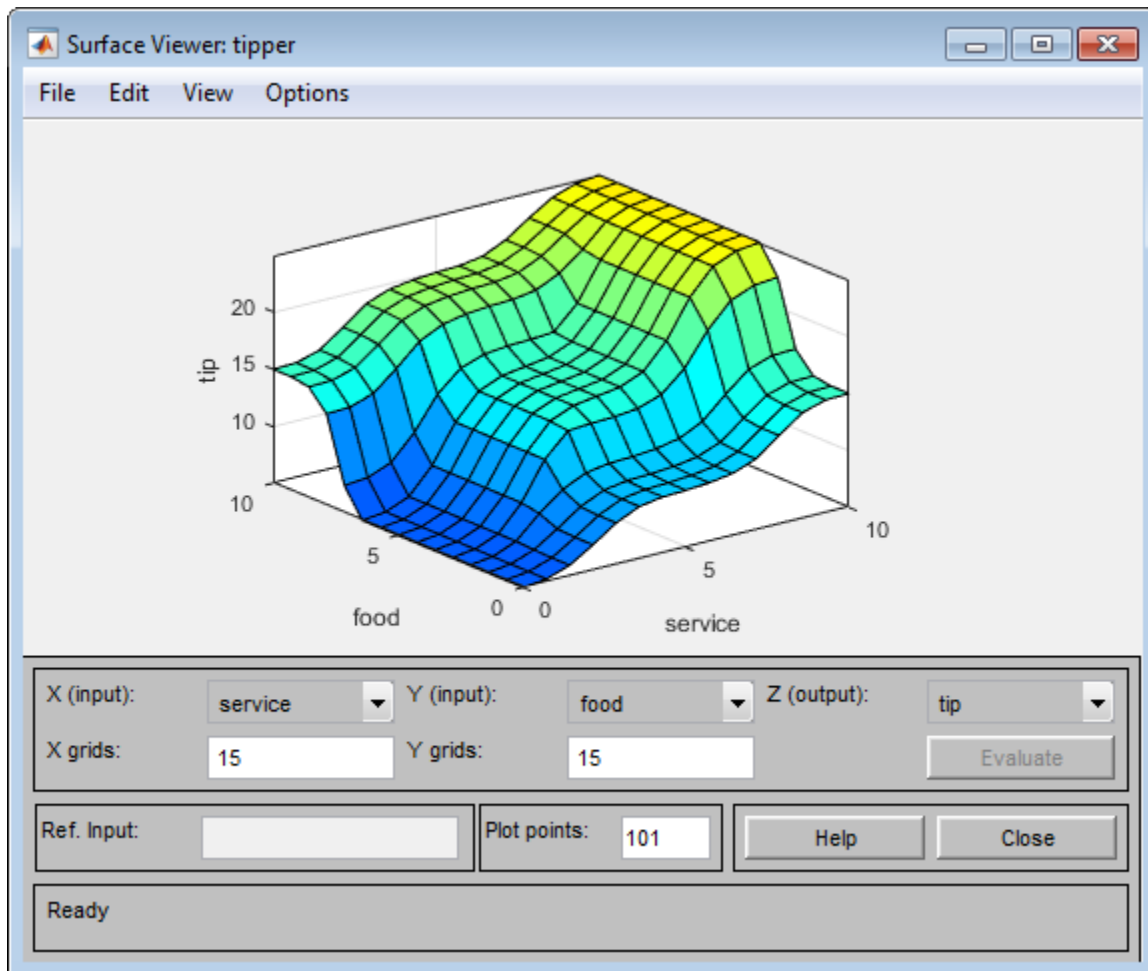 Surface Viewer: tipper
File Edit View Options
20
15
10
tip
10
5
0
food
0
5
10
service
X (input): service Y (input): food Z (output): tip
X grids: 15 Y grids: 15 Evaluate
Ref. Input: Plot points: 101 Help Close
Ready